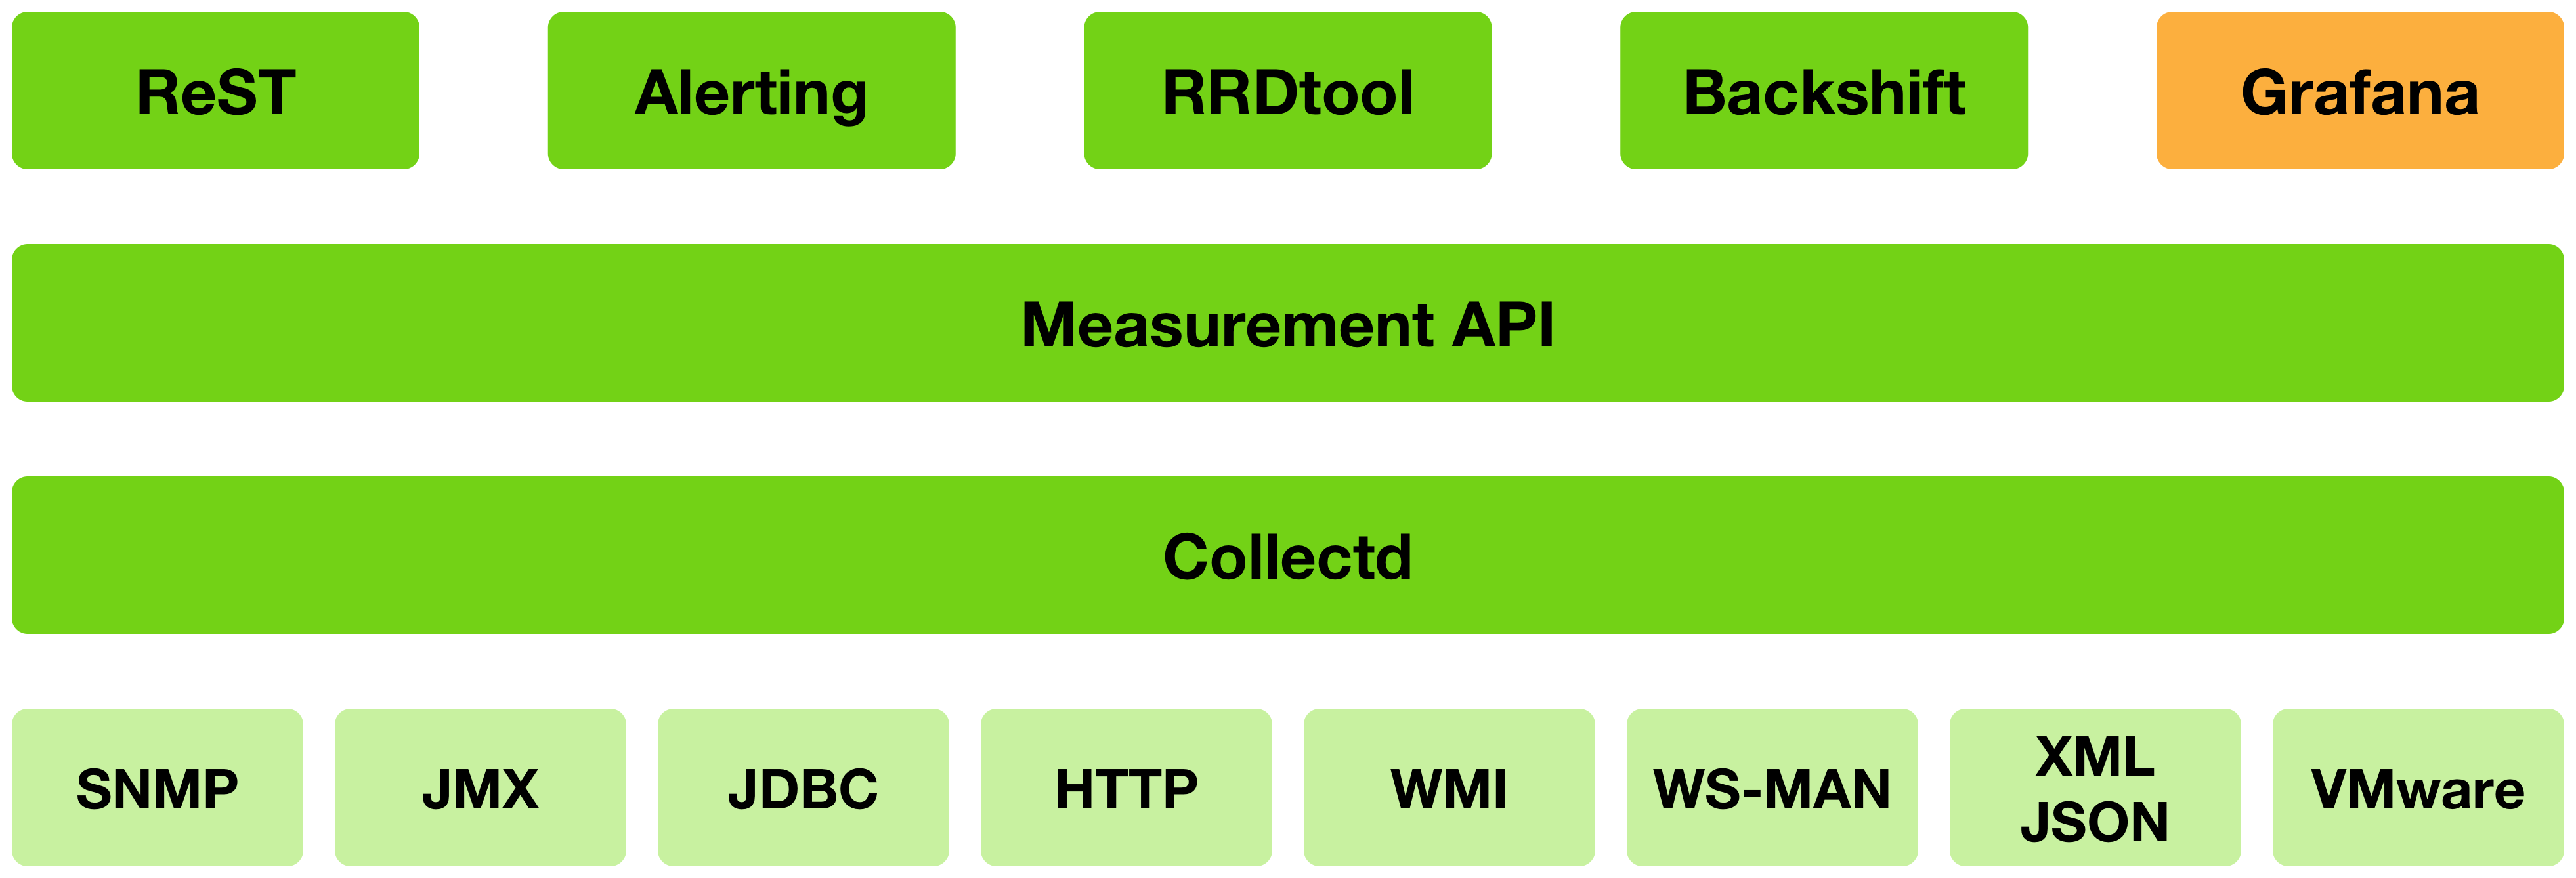 ReST
Alerting
RRDtool
Backshift
Grafana
Measurement API
Collectd
SNMP
JMX
JDBC
HTTP
WMI
WS-MAN
XML
JSON
VMware